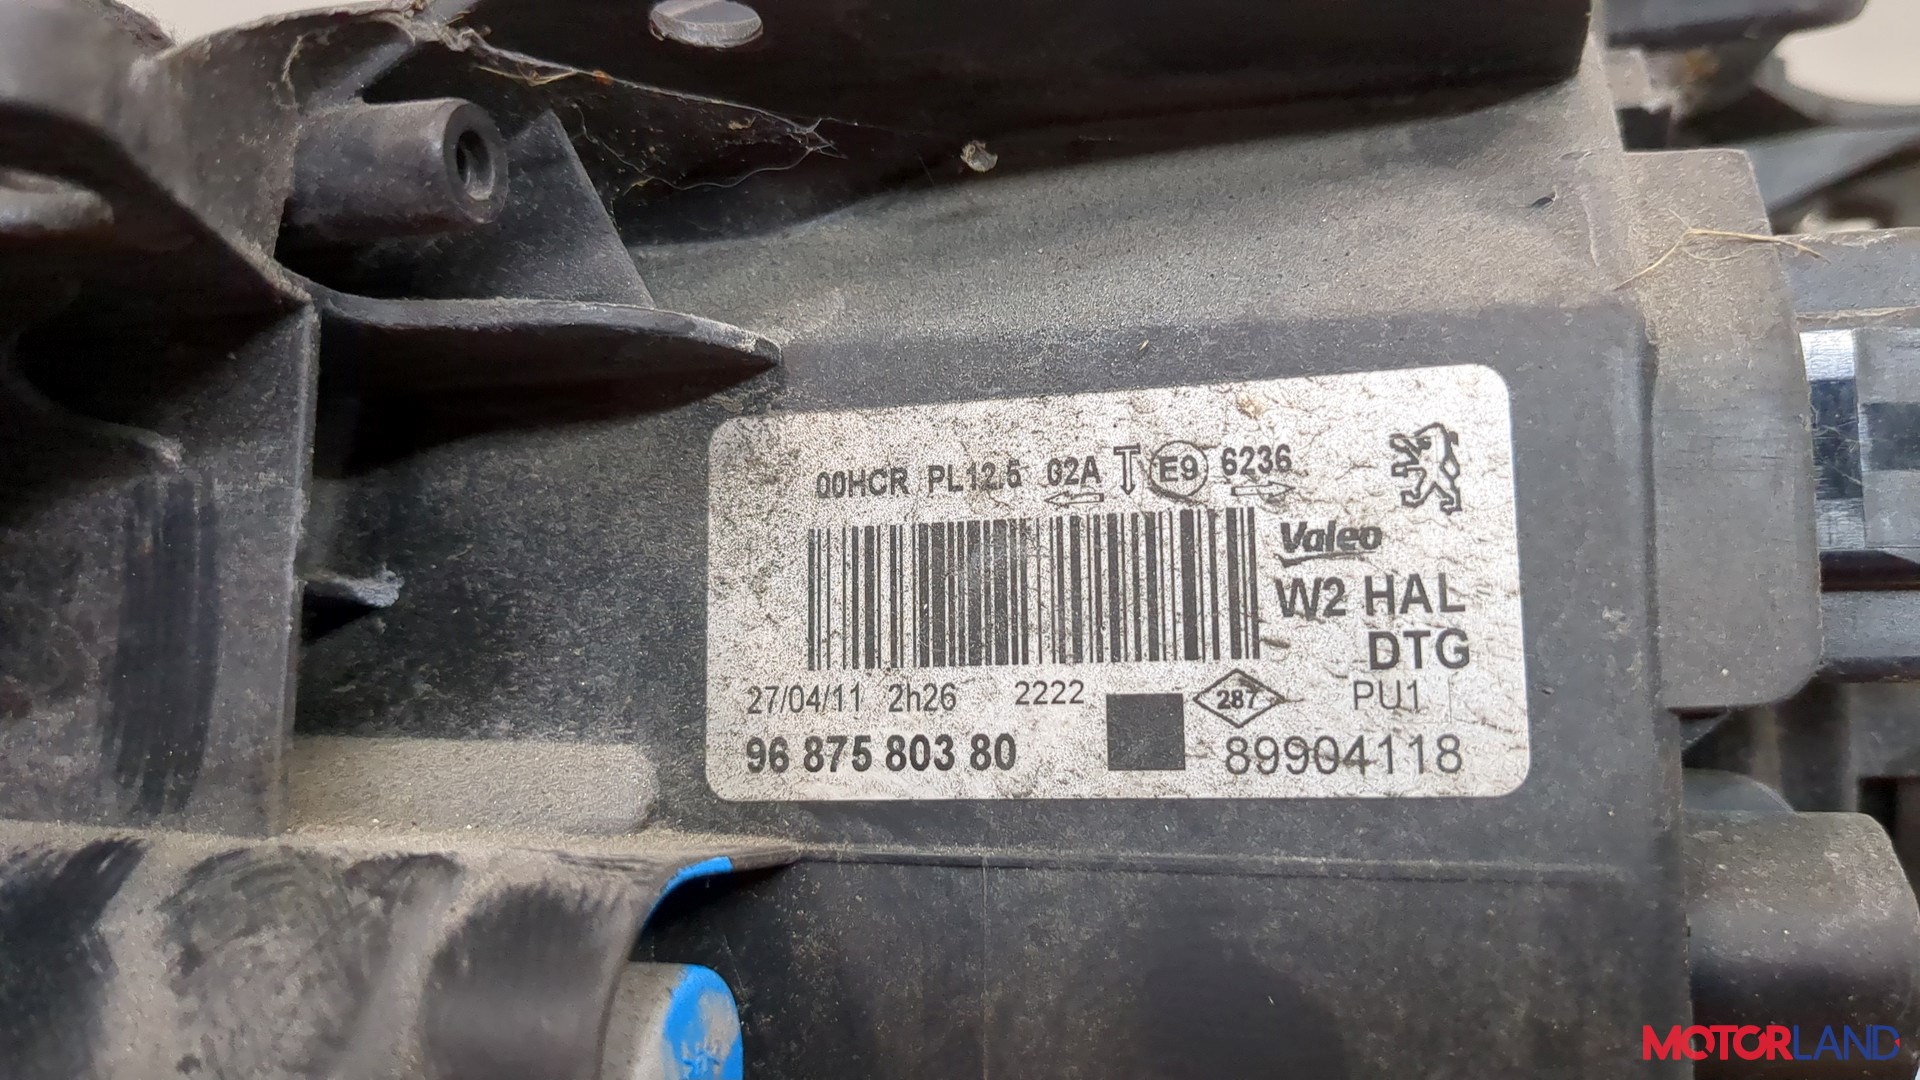 00HCR PL12.5 02A T E9 6236
Valeo
W2 HAL
DTG
27/04/11 2h26 2222 287 PU1
96 875 803 80 89904118
MOTORLAND